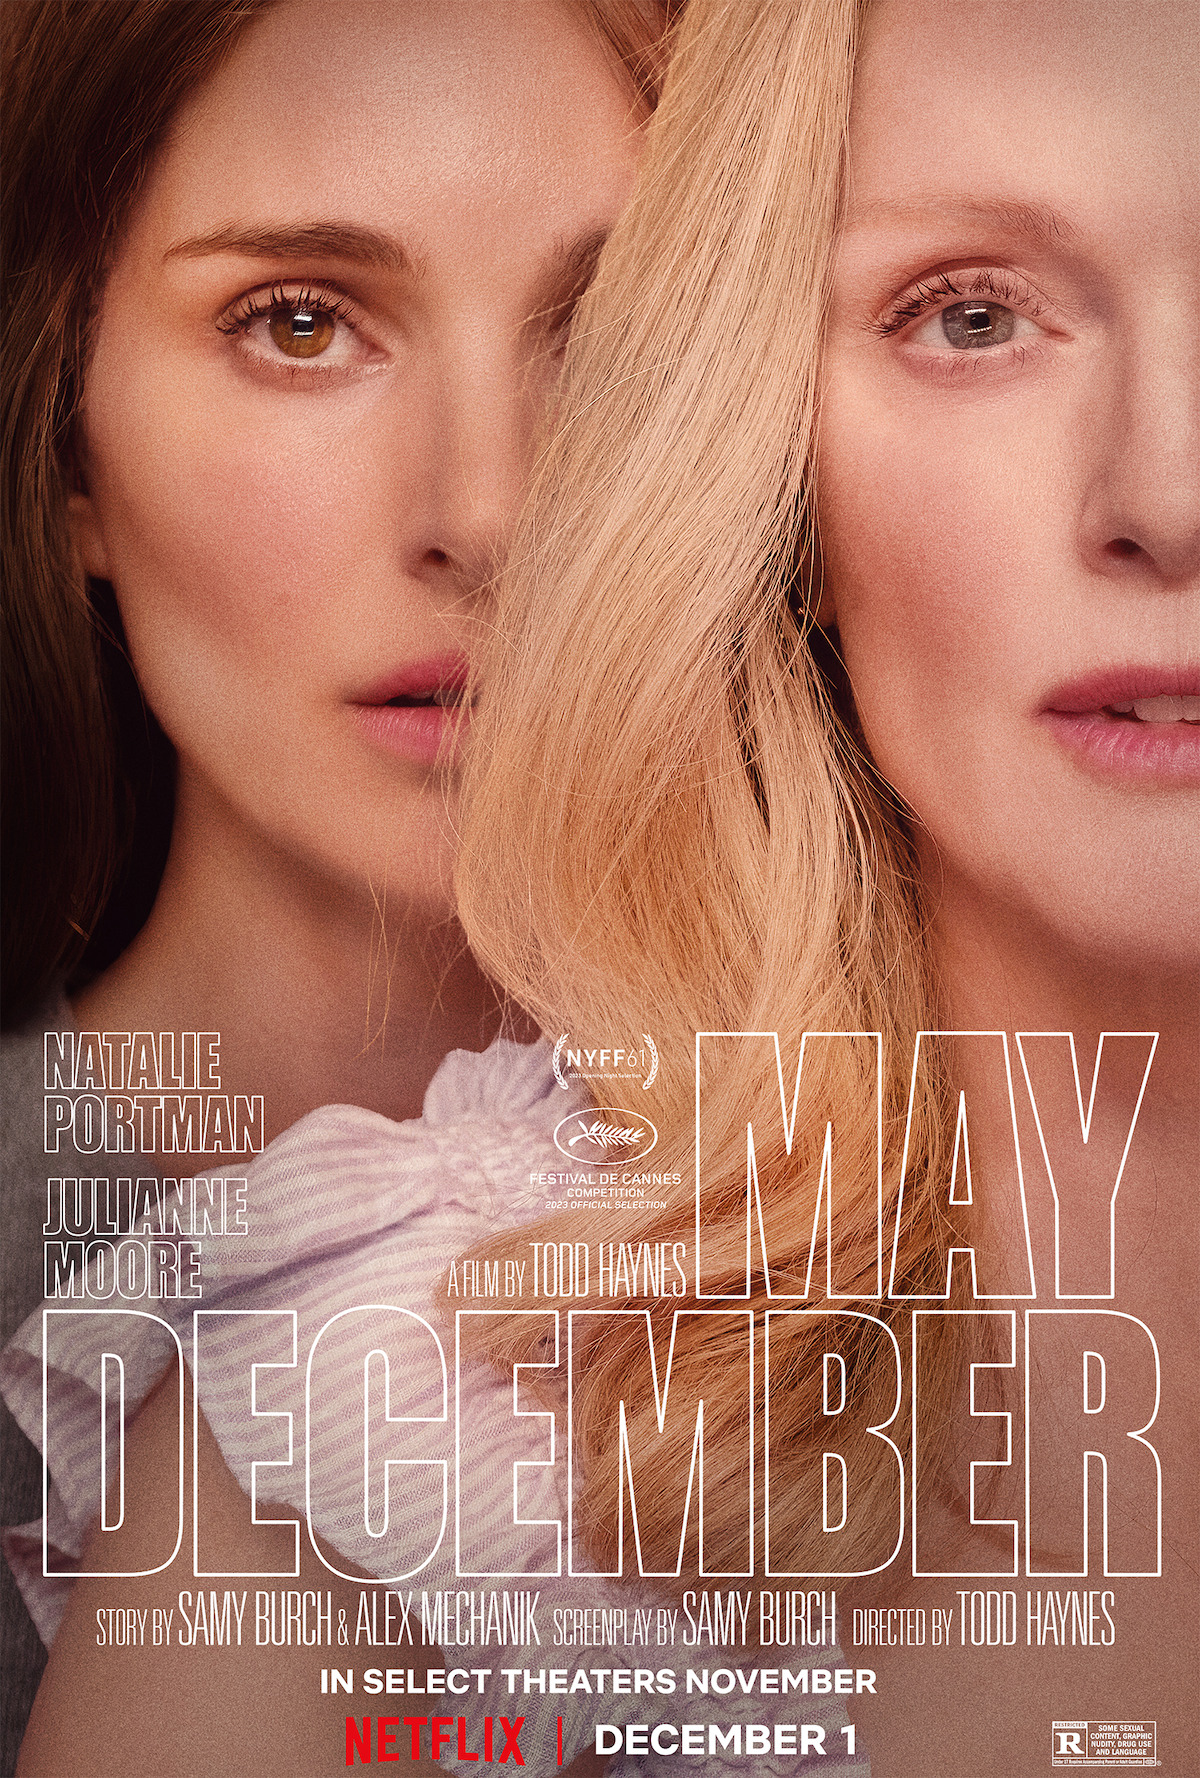 NATALIE
PORTMAN
JULIANNE
MOORE
NYFF61
2023 Opening Night Selection
FESTIVAL DE CANNES
COMPETITION
2023 OFFICIAL SELECTION
A FILM BY TODD HAYNES
MAY
DECEMBER
STORY BY SAMY BURCH & ALEX MECHANIK SCREENPLAY BY SAMY BURCH DIRECTED BY TODD HAYNES
IN SELECT THEATERS NOVEMBER
NETFLIX | DECEMBER 1
RESTRICTED
R
SOME SEXUAL
CONTENT, GRAPHIC
NUDITY, DRUG USE
AND LANGUAGE